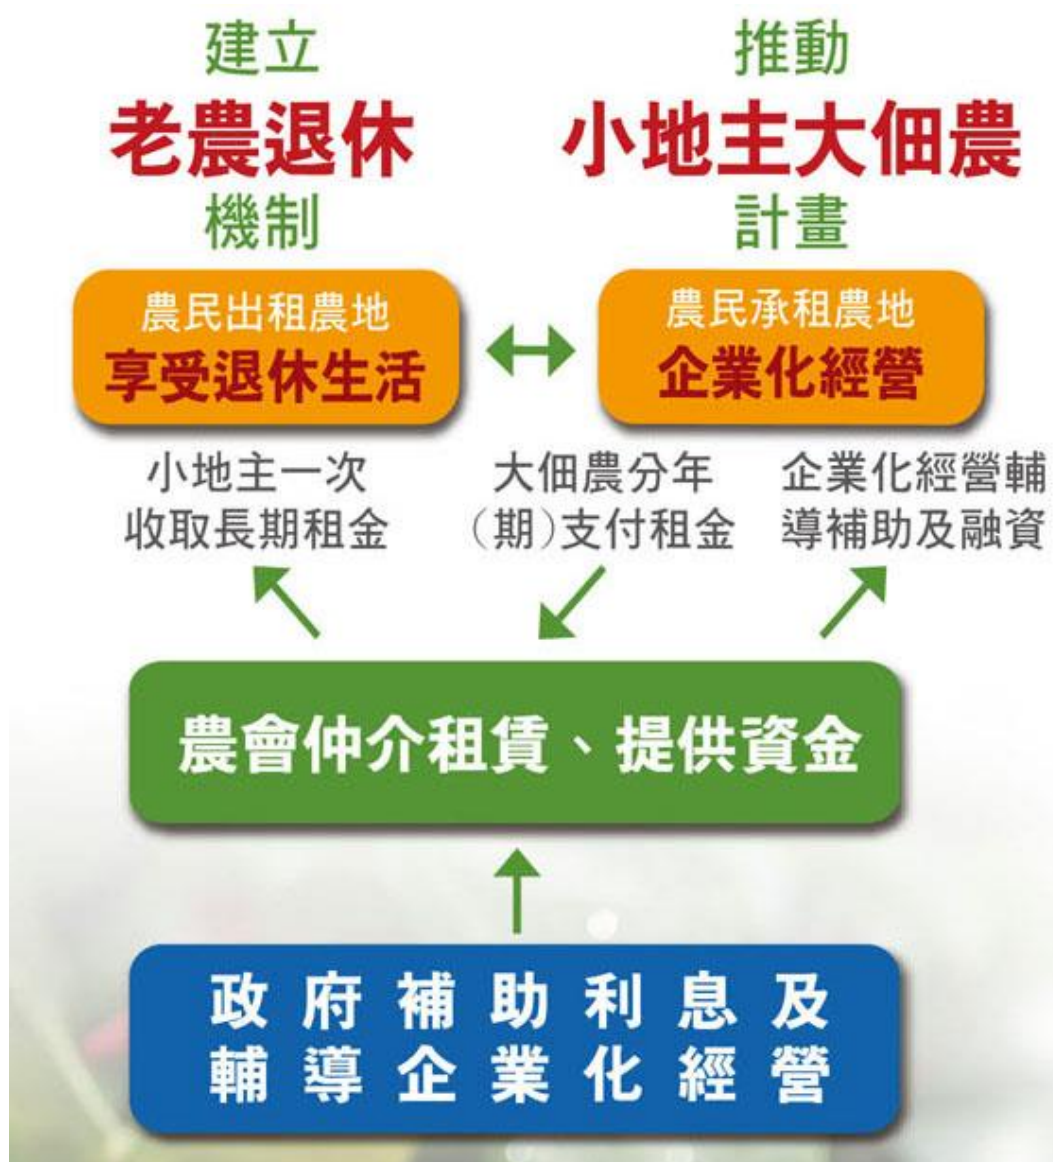 建立
老農退休
機制
推動
小地主大佃農
計畫
農民出租農地
享受退休生活
農民承租農地
企業化經營
小地主一次
收取長期租金
大佃農分年
（期）支付租金
企業化經營輔
導補助及融資
農會仲介租賃、提供資金
政府補助利息及
輔導企業化經營